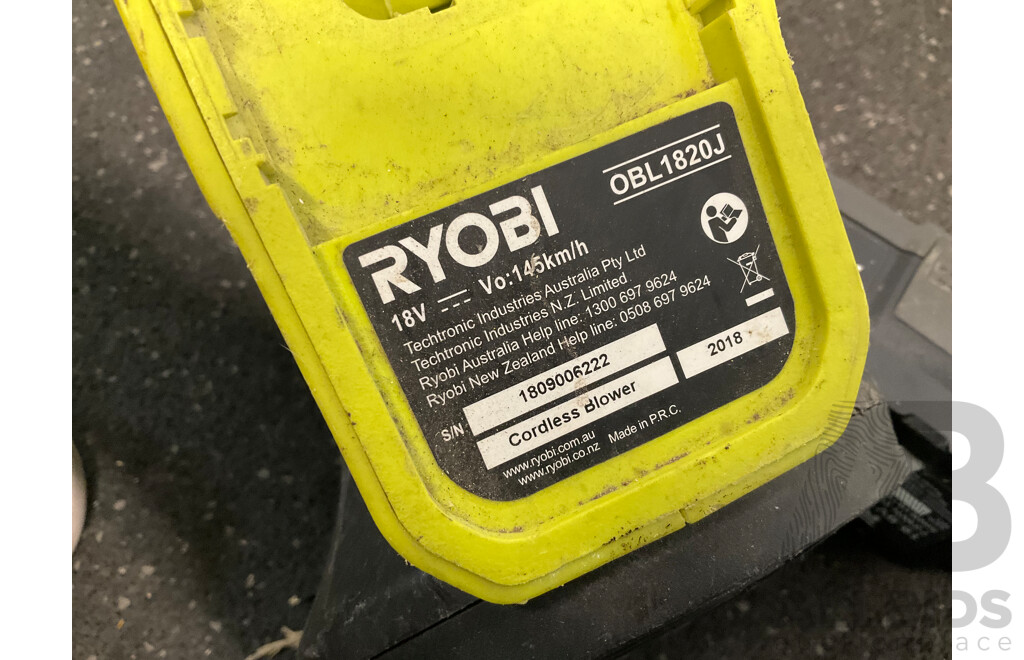 OBL1820J
RYOBI
18V Vo:145km/h
Techtronic Industries Australia Pty Ltd
Techtronic Industries N.Z. Limited
Ryobi Australia Help line: 1300 697 9624
Ryobi New Zealand Help line: 0508 697 9624
S/N 1809006222 2018
Cordless Blower
www.ryobi.com.au
www.ryobi.co.nz Made in P.R.C.